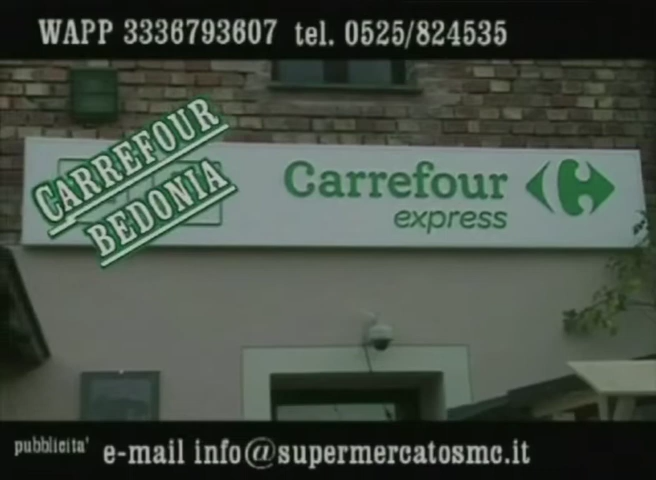 WAPP 3336793607 tel. 0525/824535
CARREFOUR
BEDONIA
Carrefour
express
pubblicita' e-mail info@supermercatosmc.it